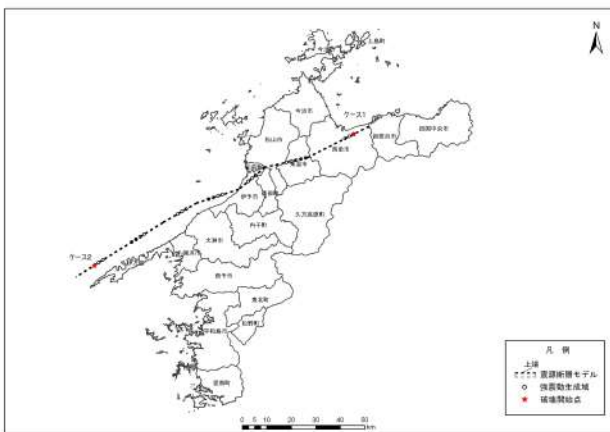 N
上島町
今治市
ケース1
松山市
西条市
新居浜市
四国中央市
東温市
伊予市
砥部町
久万高原町
内子町
大洲市
ケース2
西予市
鬼北町
松野町
宇和島市
愛南町
凡 例
上端
震源断層モデル
強震動生成域
破壊開始点
0 5 10 20 30 40 50
km